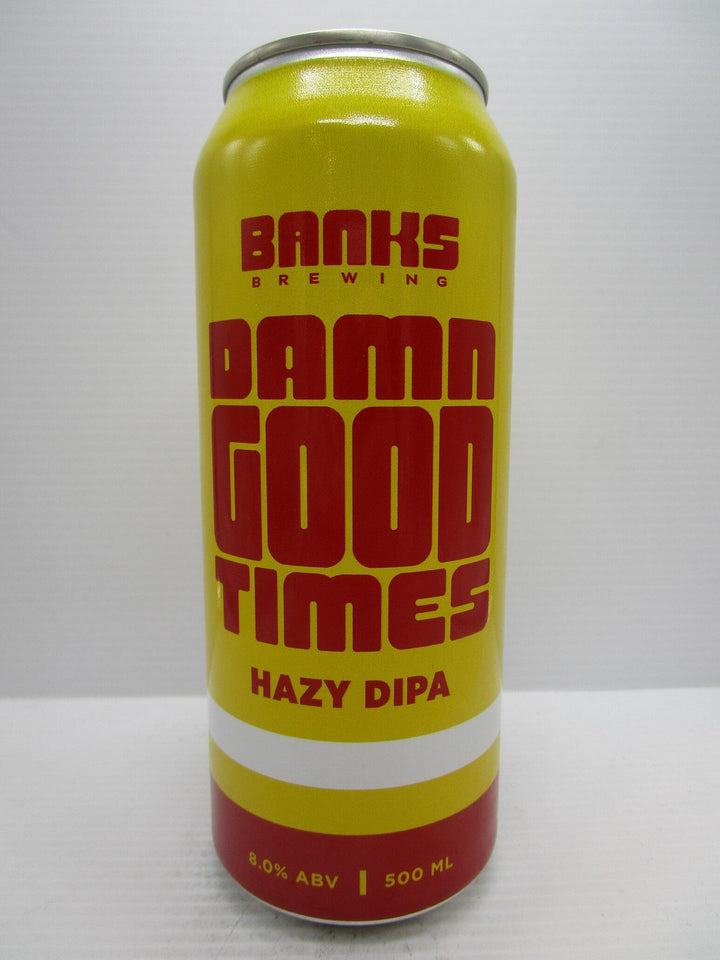 BANKS
BREWING
DAMN
GOOD
TIMES
HAZY DIPA
8.0% ABV | 500 ML